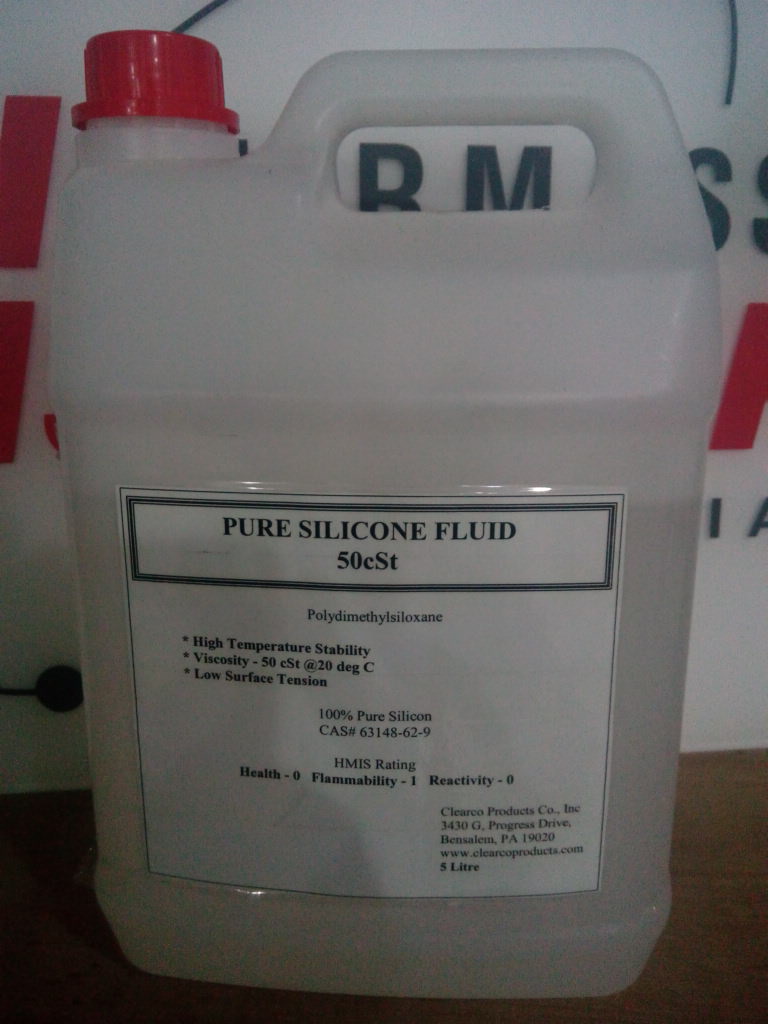 RM
SS
PURE SILICONE FLUID
50cSt
Polydimethylsiloxane
* High Temperature Stability
* Viscosity - 50 cSt @20 deg C
* Low Surface Tension
100% Pure Silicon
CAS# 63148-62-9
HMIS Rating
Health - 0 Flammability - 1 Reactivity - 0
Clearco Products Co., Inc
3430 G, Progress Drive,
Bensalem, PA 19020
www.clearcoproducts.com
5 Litre